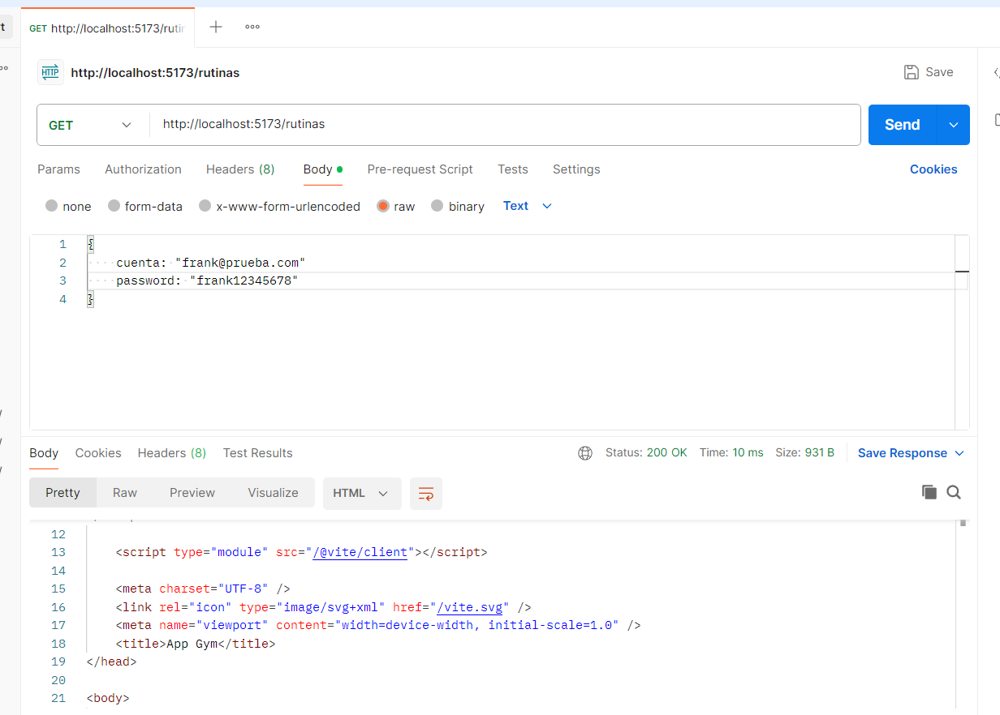 GET http://localhost:5173/rutin
HTTP http://localhost:5173/rutinas Save
GET http://localhost:5173/rutinas Send
Params Authorization Headers (8) Body Pre-request Script Tests Settings Cookies
none form-data x-www-form-urlencoded raw binary Text
1 {
2 cuenta: "frank@prueba.com"
3 password: "frank12345678"
4 }
Body Cookies Headers (8) Test Results Status: 200 OK Time: 10 ms Size: 931 B Save Response
Pretty Raw Preview Visualize HTML
12
13 <script type="module" src="/@vite/client"></script>
14
15 <meta charset="UTF-8" />
16 <link rel="icon" type="image/svg+xml" href="/vite.svg" />
17 <meta name="viewport" content="width=device-width, initial-scale=1.0" />
18 <title>App Gym</title>
19 </head>
20
21 <body>